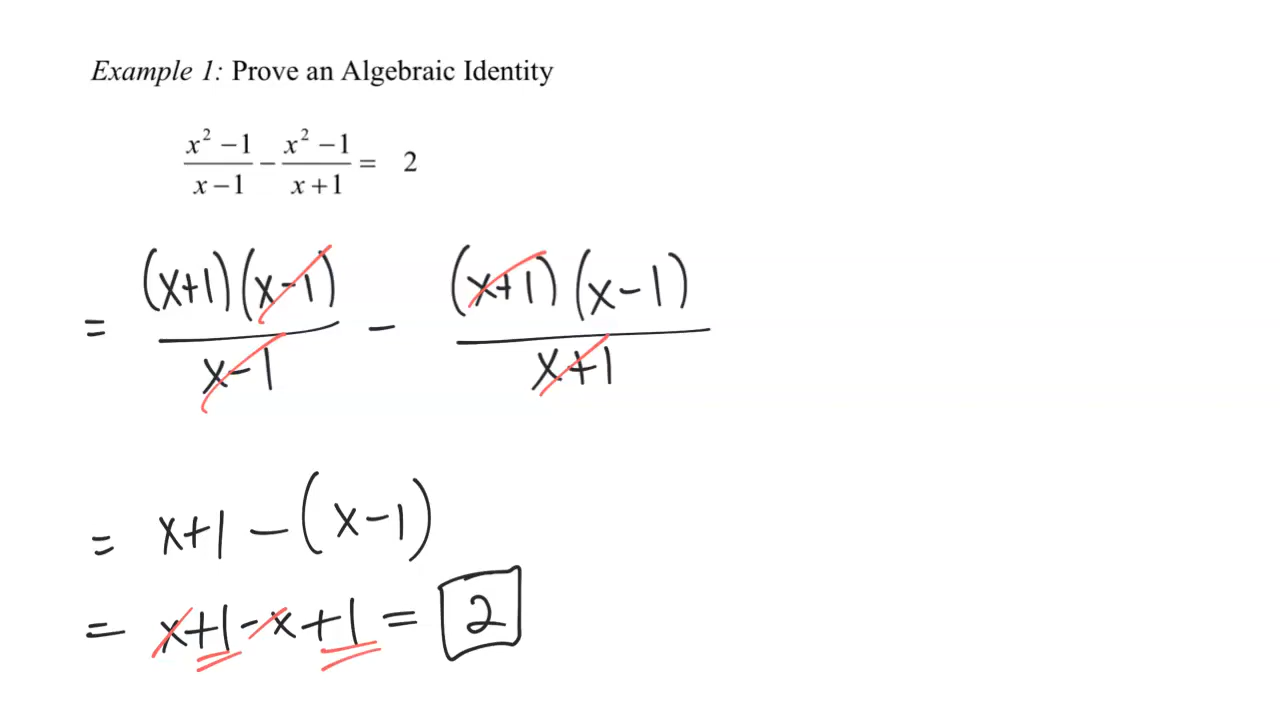 Example 1: Prove an Algebraic Identity
(x² − 1)/(x − 1) − (x² − 1)/(x + 1) = 2
= (x+1)(x−1)/(x−1) − (x+1)(x−1)/(x+1)
= x+1 − (x−1)
= x+1−x+1 = 2